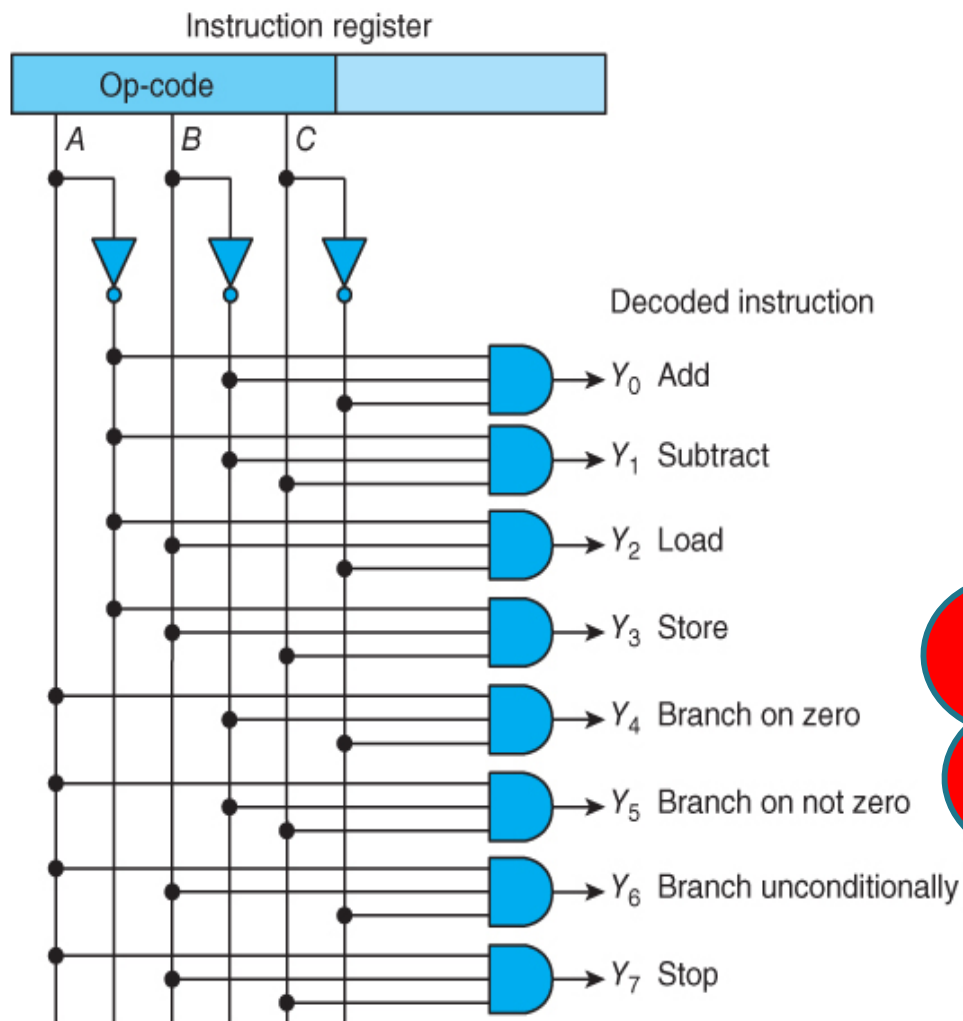 Instruction register
Op-code
A B C
Decoded instruction
Y0 Add
Y1 Subtract
Y2 Load
Y3 Store
Y4 Branch on zero
Y5 Branch on not zero
Y6 Branch unconditionally
Y7 Stop